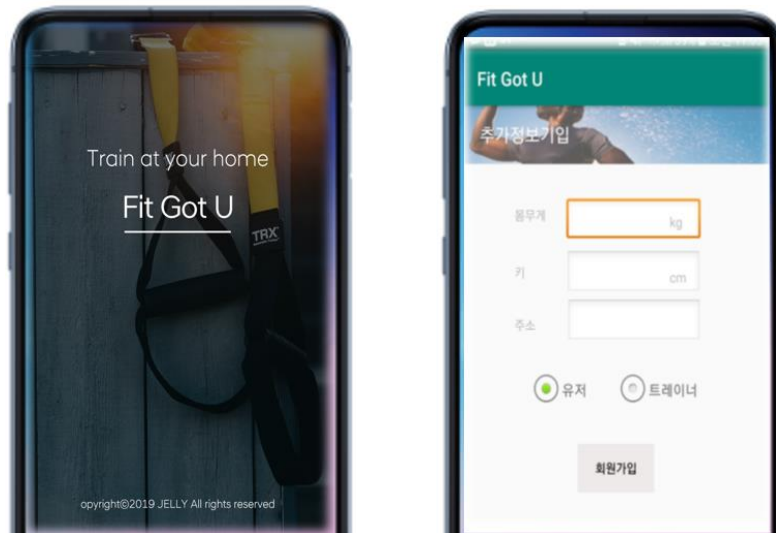 Train at your home
Fit Got U
TRX
opyright©2019 JELLY All rights reserved
Fit Got U
추가정보기입
몸무게
kg
키
cm
주소
유저
트레이너
회원가입